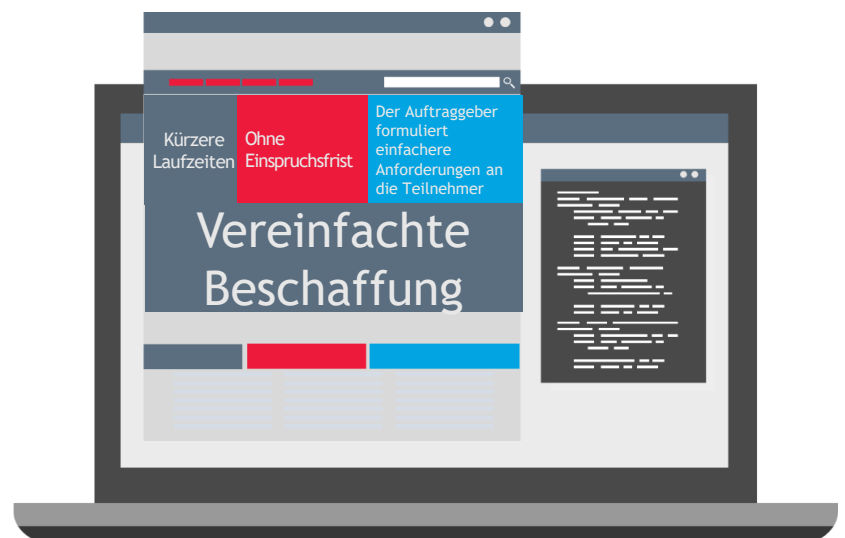 Kürzere
Laufzeiten
Ohne
Einspruchsfrist
Der Auftraggeber
formuliert
einfachere
Anforderungen an
die Teilnehmer
Vereinfachte
Beschaffung